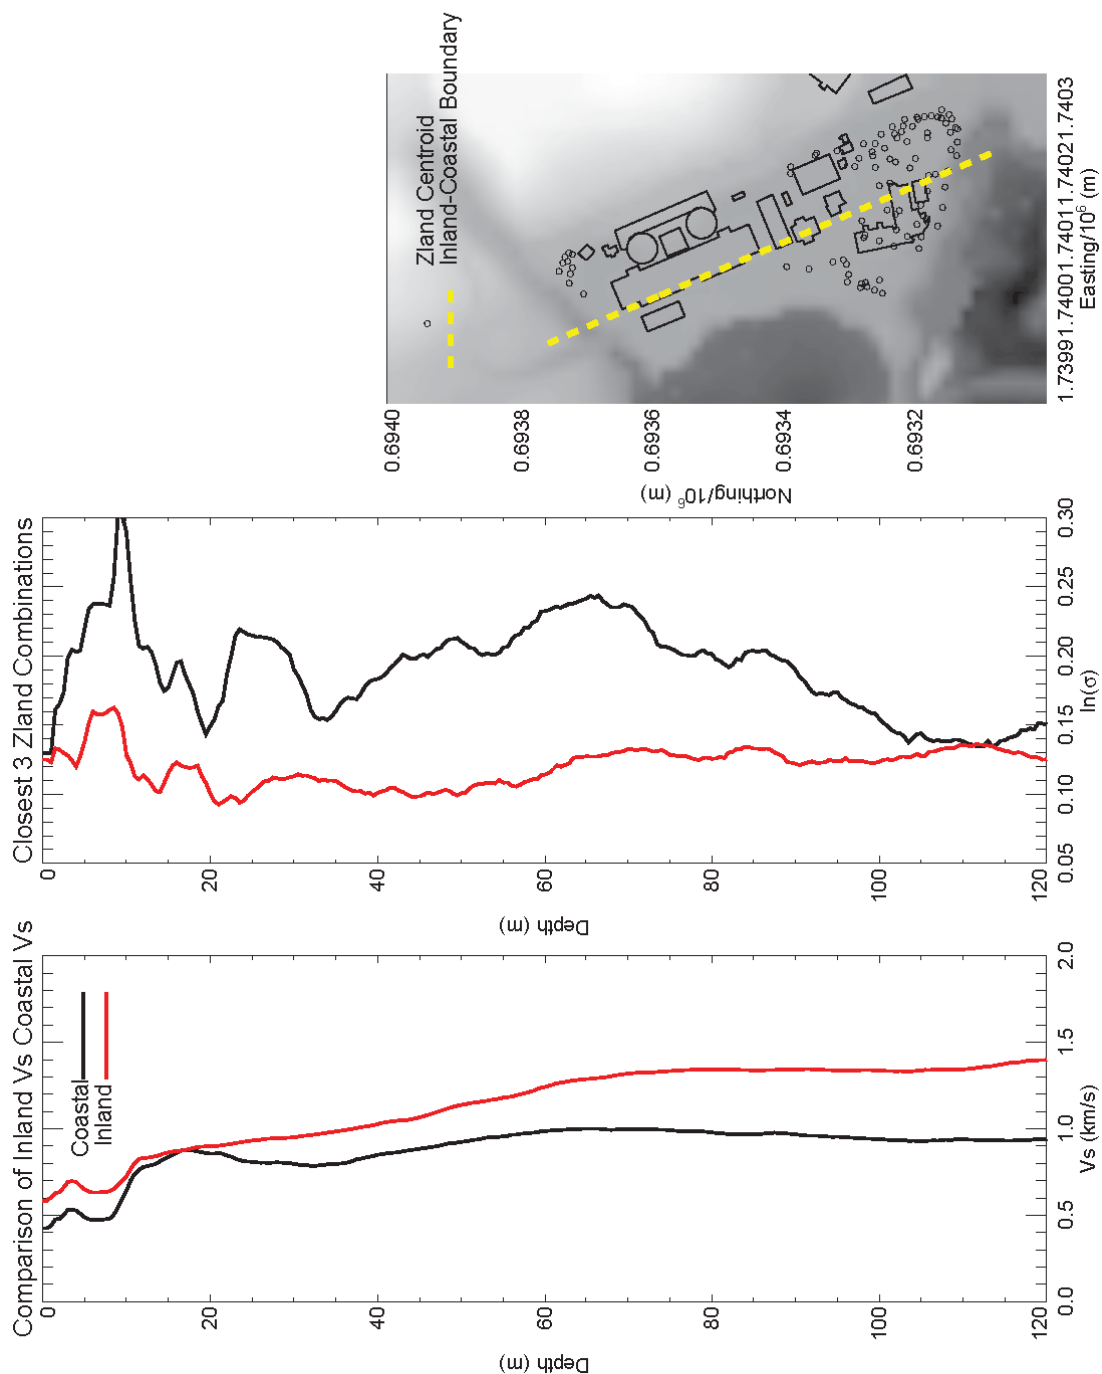 Comparison of Inland Vs Coastal Vs
Coastal
Inland
0
20
40
60
80
100
120
Depth (m)
0.0
0.5
1.0
1.5
2.0
Vs (km/s)
Closest 3 Zland Combinations
0
20
40
60
80
100
120
Depth (m)
0.05
0.10
0.15
0.20
0.25
0.30
ln(σ)
Zland Centroid
Inland-Coastal Boundary
0.6940
0.6938
0.6936
0.6934
0.6932
Northing/10⁶ (m)
1.73991.74001.74011.74021.7403
Easting/10⁶ (m)